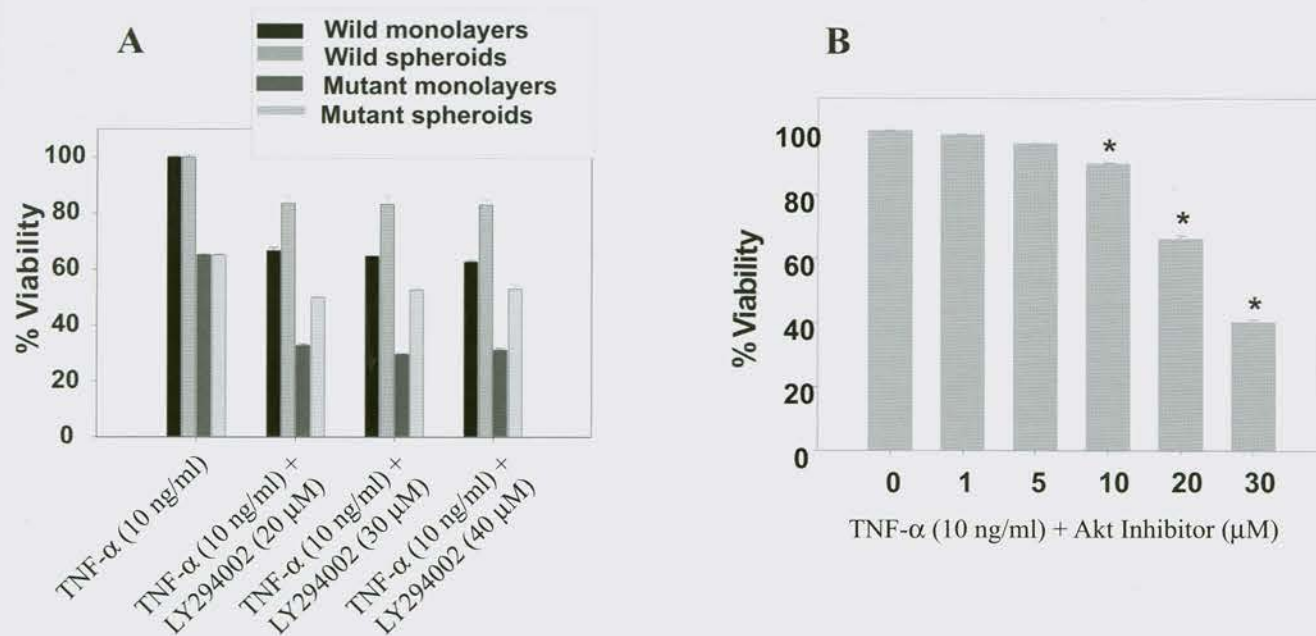 A
Wild monolayers
Wild spheroids
Mutant monolayers
Mutant spheroids
% Viability
100
80
60
40
20
0
TNF-α (10 ng/ml)
TNF-α (10 ng/ml) +
LY294002 (20 µM)
TNF-α (10 ng/ml) +
LY294002 (30 µM)
TNF-α (10 ng/ml) +
LY294002 (40 µM)
B
% Viability
100
80
60
40
20
0
*
*
*
0 1 5 10 20 30
TNF-α (10 ng/ml) + Akt Inhibitor (µM)